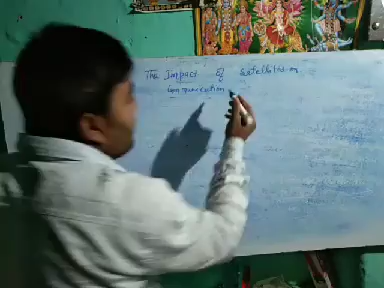 The Impact of Satellites on
Communication